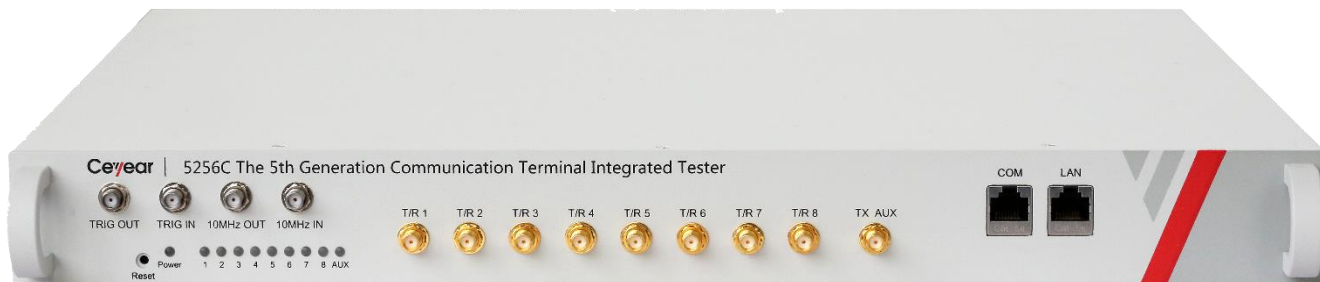 Ceyear | 5256C The 5th Generation Communication Terminal Integrated Tester
COM LAN
TRIG OUT TRIG IN 10MHz OUT 10MHz IN
T/R 1 T/R 2 T/R 3 T/R 4 T/R 5 T/R 6 T/R 7 T/R 8 TX AUX
Power 1 2 3 4 5 6 7 8 AUX
Reset